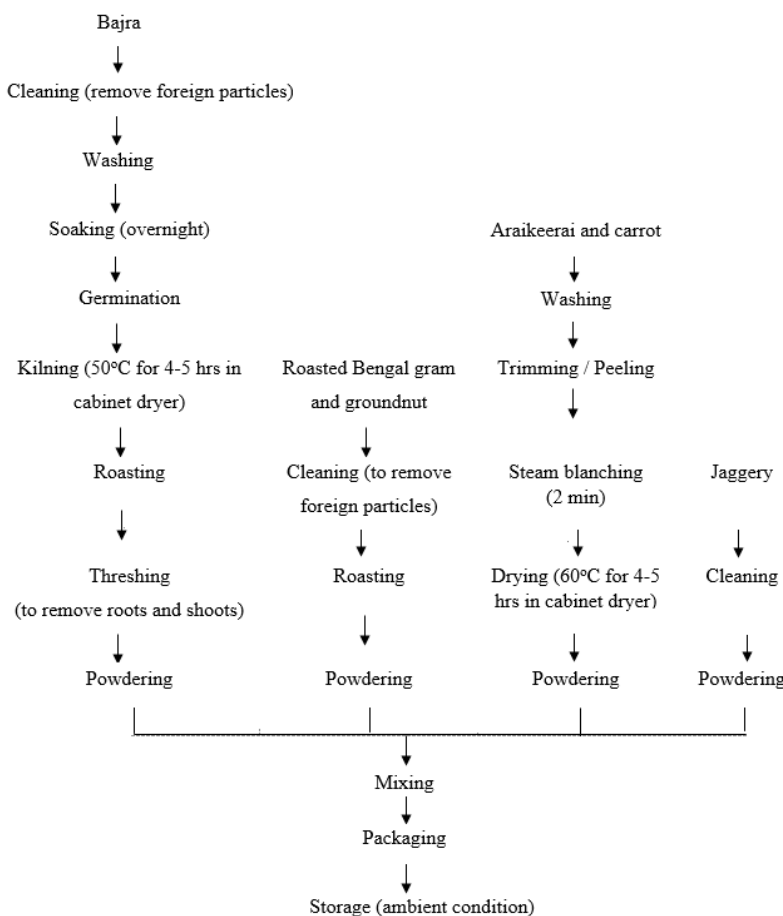 Bajra
Cleaning (remove foreign particles)
Washing
Soaking (overnight)
Germination
Kilning (50°C for 4-5 hrs in
cabinet dryer)
Roasting
Threshing
(to remove roots and shoots)
Powdering
Roasted Bengal gram
and groundnut
Cleaning (to remove
foreign particles)
Roasting
Powdering
Araikeerai and carrot
Washing
Trimming / Peeling
Steam blanching
(2 min)
Drying (60°C for 4-5
hrs in cabinet dryer)
Powdering
Jaggery
Cleaning
Powdering
Mixing
Packaging
Storage (ambient condition)